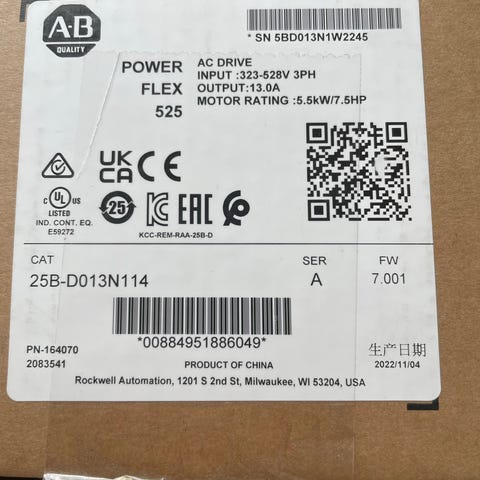 A-B
QUALITY
* SN 5BD013N1W2245
POWER
FLEX
525
AC DRIVE
INPUT :323-528V 3PH
OUTPUT:13.0A
MOTOR RATING :5.5kW/7.5HP
UK
CA CE
C UL US
LISTED
IND. CONT. EQ.
E59272
25
EAC
KCC-REM-RAA-25B-D
CAT
25B-D013N114
SER
A
FW
7.001
*00884951886049*
PN-164070
2083541
PRODUCT OF CHINA
生产日期
2022/11/04
Rockwell Automation, 1201 S 2nd St, Milwaukee, WI 53204, USA